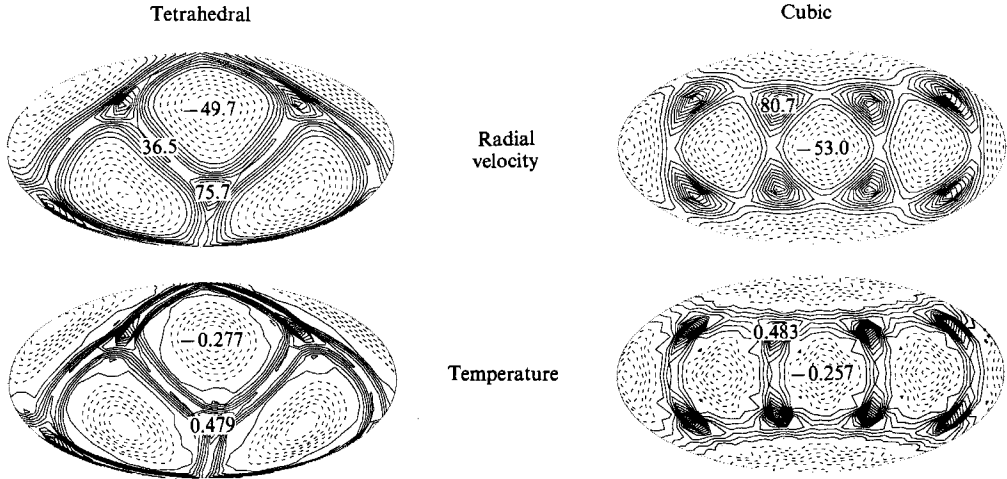 Tetrahedral
Cubic
−49.7
36.5
75.7
Radial
velocity
80.7
−53.0
−0.277
0.479
Temperature
0.483
−0.257